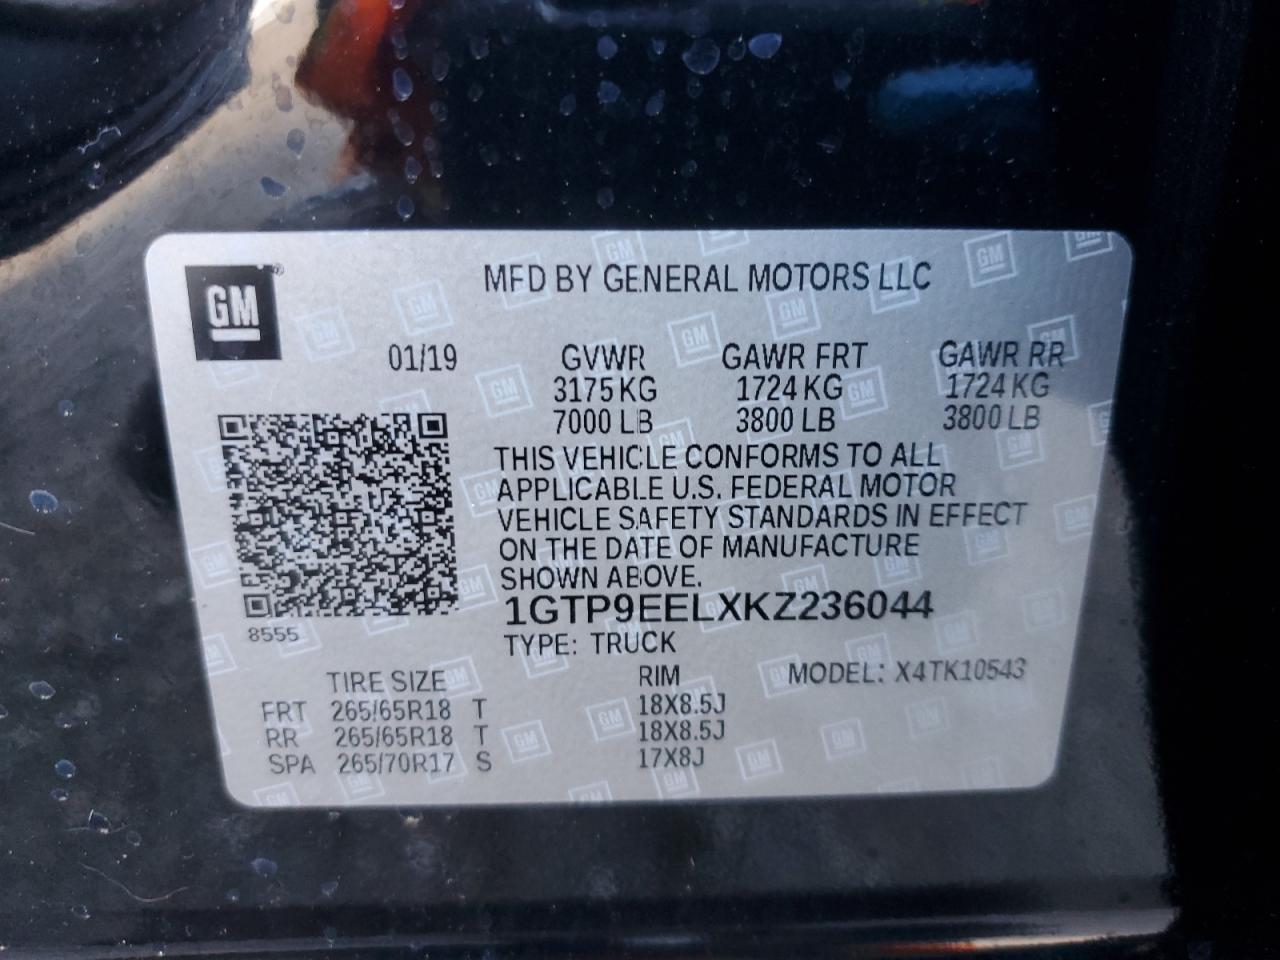 GM
MFD BY GENERAL MOTORS LLC
01/19 GVWR GAWR FRT GAWR RR
3175 KG 1724 KG 1724 KG
7000 LB 3800 LB 3800 LB
THIS VEHICLE CONFORMS TO ALL
APPLICABLE U.S. FEDERAL MOTOR
VEHICLE SAFETY STANDARDS IN EFFECT
ON THE DATE OF MANUFACTURE
SHOWN ABOVE.
1GTP9EELXKZ236044
8555
TYPE: TRUCK
TIRE SIZE RIM MODEL: X4TK10543
FRT 265/65R18 T 18X8.5J
RR 265/65R18 T 18X8.5J
SPA 265/70R17 S 17X8J